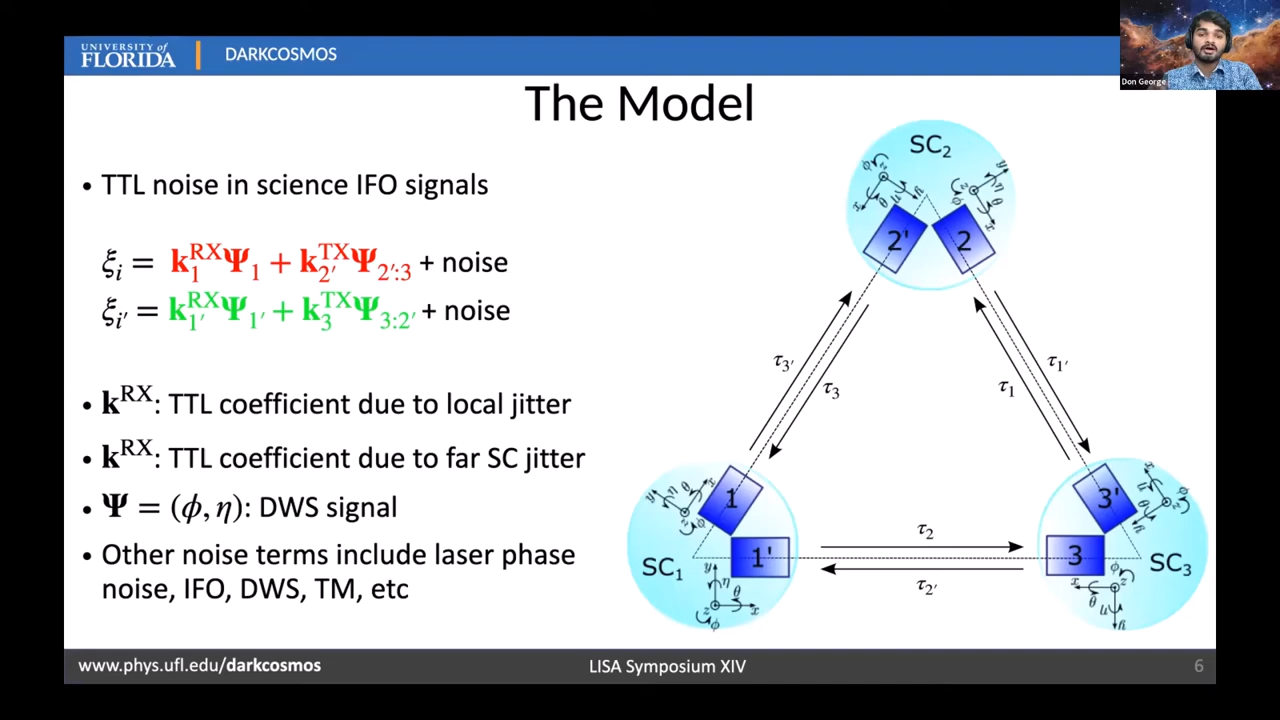 UNIVERSITY of
FLORIDA
DARKCOSMOS
Don George
The Model
• TTL noise in science IFO signals
ξᵢ = k₁^RX Ψ₁ + k₂′^TX Ψ₂′:₃ + noise
ξᵢ′ = k₁′^RX Ψ₁′ + k₃^TX Ψ₃:₂′ + noise
• k^RX: TTL coefficient due to local jitter
• k^RX: TTL coefficient due to far SC jitter
• Ψ = (ϕ, η): DWS signal
• Other noise terms include laser phase
noise, IFO, DWS, TM, etc
SC₂
ϕ z x θ η y
y η ϕ z θ x
2'
2
τ₃′
τ₃
τ₁
τ₁′
SC₁
y η θ x z ϕ
1
1'
y η θ x z ϕ
τ₂
τ₂′
SC₃
x η ϕ z θ y
3'
3
x θ η y ϕ z
www.phys.ufl.edu/darkcosmos
LISA Symposium XIV
6